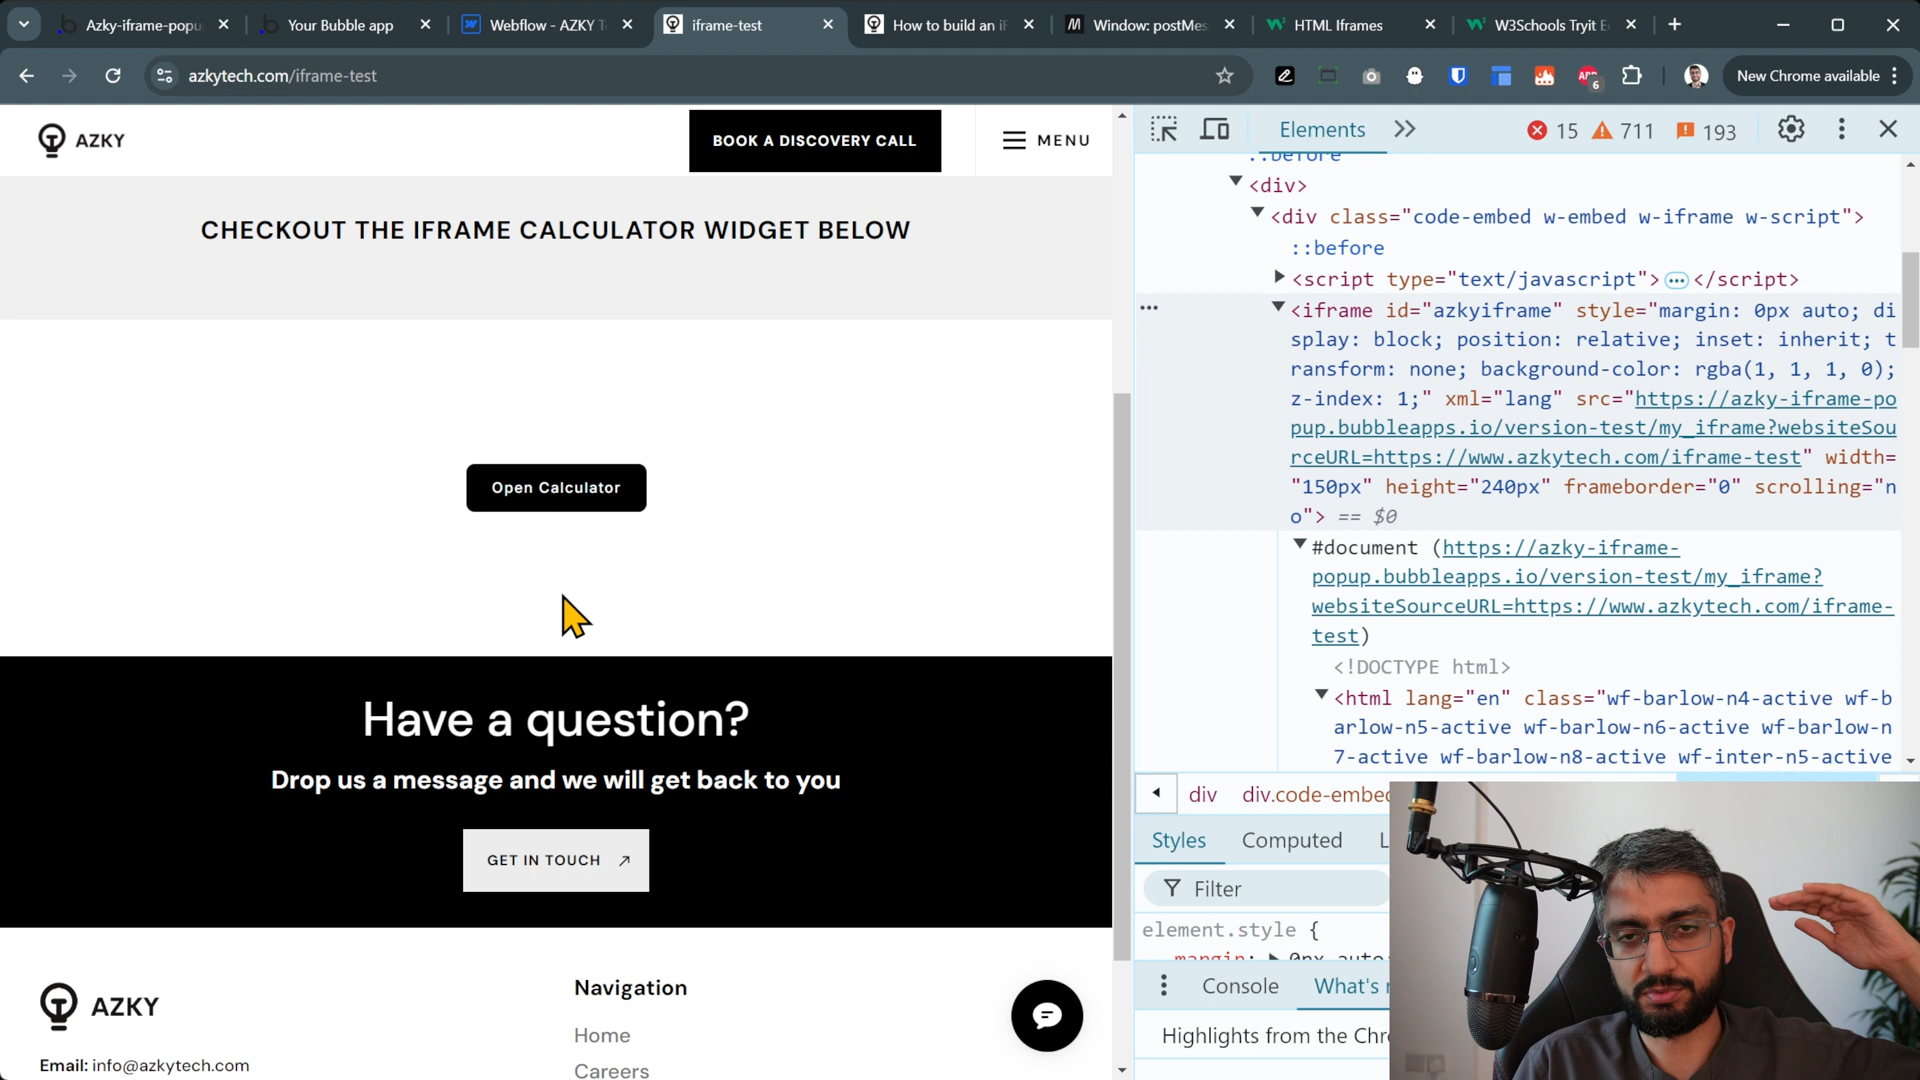 Azky-iframe-popu
Your Bubble app
Webflow - AZKY T
iframe-test
How to build an i
Window: postMes
HTML Iframes
W3Schools Tryit E
azkytech.com/iframe-test
6
New Chrome available
AZKY
BOOK A DISCOVERY CALL
MENU
CHECKOUT THE IFRAME CALCULATOR WIDGET BELOW
Open Calculator
Have a question?
Drop us a message and we will get back to you
GET IN TOUCH
AZKY
Email: info@azkytech.com
Navigation
Home
Careers
Elements
15
711
193
::before
<div>
<div class="code-embed w-embed w-iframe w-script">
::before
<script type="text/javascript">…</script>
<iframe id="azkyiframe" style="margin: 0px auto; di
splay: block; position: relative; inset: inherit; t
ransform: none; background-color: rgba(1, 1, 1, 0);
z-index: 1;" xml="lang" src="https://azky-iframe-po
pup.bubbleapps.io/version-test/my_iframe?websiteSou
rceURL=https://www.azkytech.com/iframe-test" width=
"150px" height="240px" frameborder="0" scrolling="n
o"> == $0
#document (https://azky-iframe-
popup.bubbleapps.io/version-test/my_iframe?
websiteSourceURL=https://www.azkytech.com/iframe-
test)
<!DOCTYPE html>
<html lang="en" class="wf-barlow-n4-active wf-b
arlow-n5-active wf-barlow-n6-active wf-barlow-n
7-active wf-barlow-n8-active wf-inter-n5-active
div
div.code-embed
Styles
Computed
L
Filter
element.style {
margin: 0px auto
Console
What's
Highlights from the Chr